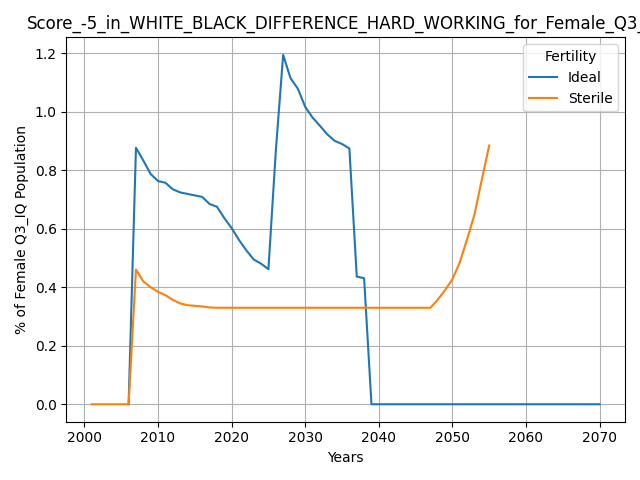 Score_-5_in_WHITE_BLACK_DIFFERENCE_HARD_WORKING_for_Female_Q3_
Fertility
Ideal
Sterile
% of Female Q3_IQ Population
1.2
1.0
0.8
0.6
0.4
0.2
0.0
2000 2010 2020 2030 2040 2050 2060 2070
Years